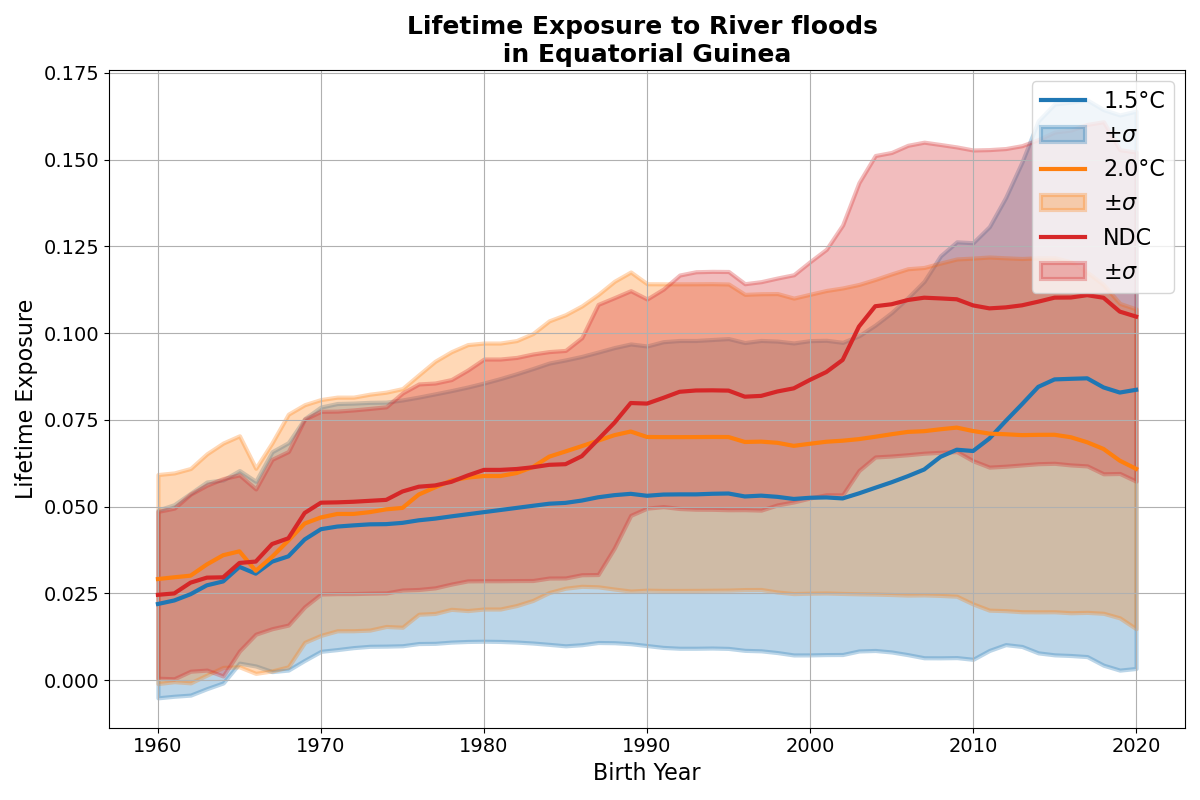 Lifetime Exposure to River floods
in Equatorial Guinea
Lifetime Exposure
0.175
0.150
0.125
0.100
0.075
0.050
0.025
0.000
1960
1970
1980
1990
2000
2010
2020
Birth Year
1.5°C
±σ
2.0°C
±σ
NDC
±σ